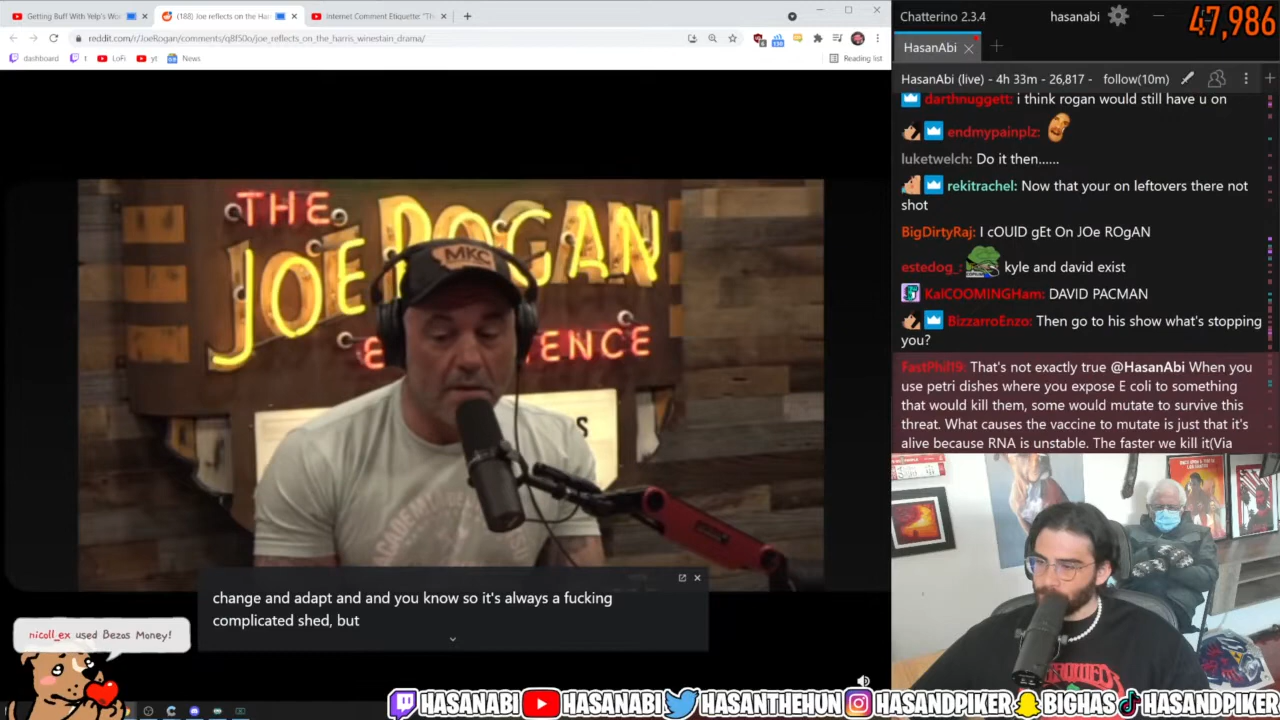 Getting Buff With Yelp's Wo
(188) Joe reflects on the Har
Internet Comment Etiquette: "Th
reddit.com/r/JoeRogan/comments/q8f50o/joe_reflects_on_the_harris_winestain_drama/
dashboard
t
LoFi
yt
News
Reading list
THE
JOE ROGAN
E ENCE
MKC
S
change and adapt and and you know so it's always a fucking
complicated shed, but
nicoll_ex used Bezas Money!
Chatterino 2.3.4
hasanabi
47,986
HasanAbi
HasanAbi (live) - 4h 33m - 26,817 - follow(10m)
darthnuggett: i think rogan would still have u on
endmypainplz:
luketwelch: Do it then......
rekitrachel: Now that your on leftovers there not
shot
BigDirtyRaj: I cOUlD gEt On JOe ROgAN
estedog_: kyle and david exist
KalCOOMINGHam: DAVID PACMAN
BizzarroEnzo: Then go to his show what's stopping
you?
FastPhil19: That's not exactly true @HasanAbi When you
use petri dishes where you expose E coli to something
that would kill them, some would mutate to survive this
threat. What causes the vaccine to mutate is just that it's
alive because RNA is unstable. The faster we kill it(Via
HASANABI HASANABI HASANTHEHUN HASANDPIKER BIGHAS HASANDPIKER